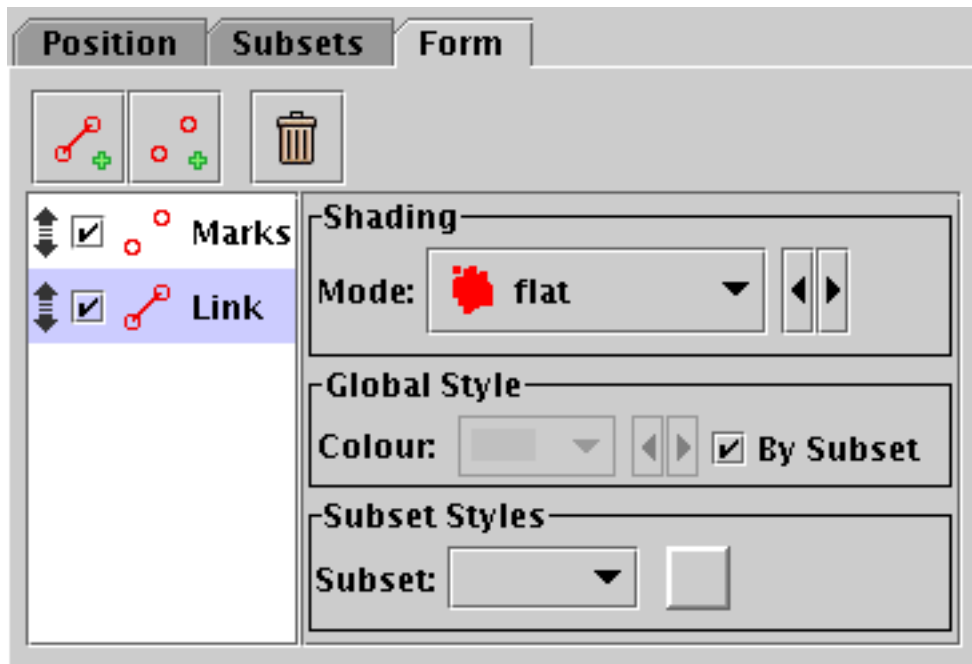 Position Subsets Form
Marks
Link
Shading
Mode: flat
Global Style
Colour: By Subset
Subset Styles
Subset: